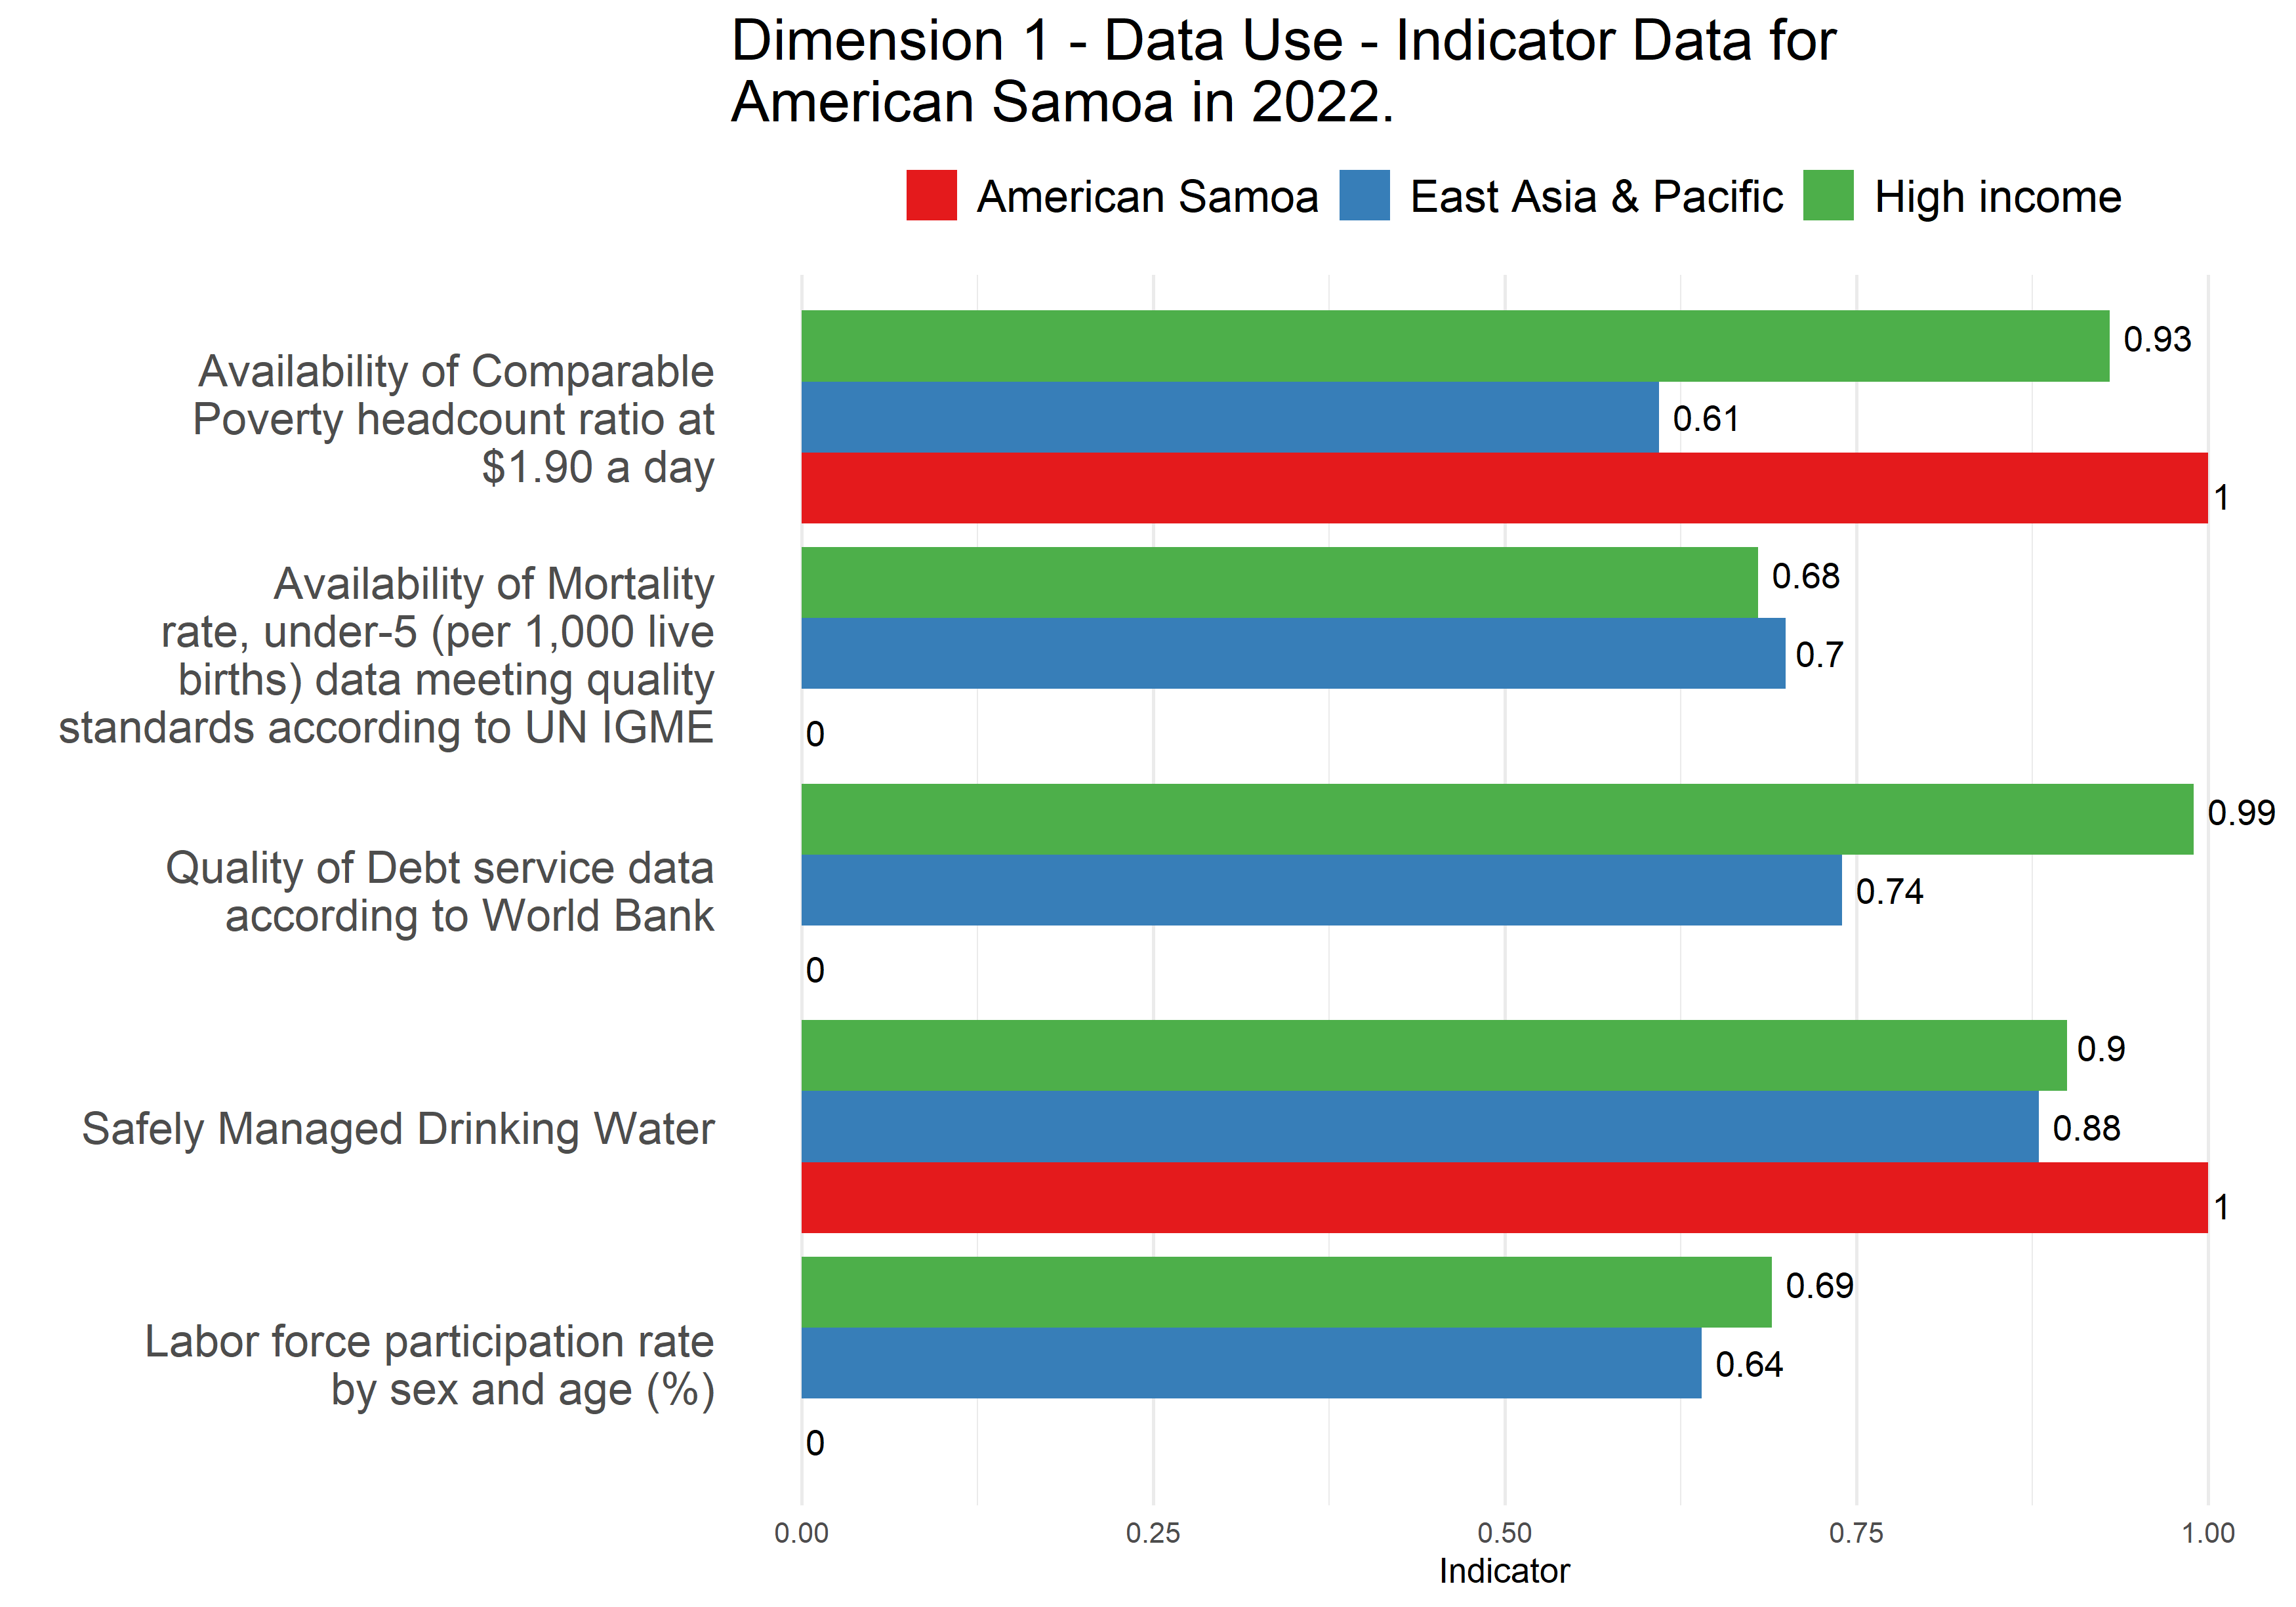 Dimension 1 - Data Use - Indicator Data for
American Samoa in 2022.
American Samoa East Asia & Pacific High income
Availability of Comparable
Poverty headcount ratio at
$1.90 a day
0.93
0.61
1
Availability of Mortality
rate, under-5 (per 1,000 live
births) data meeting quality
standards according to UN IGME
0.68
0.7
0
Quality of Debt service data
according to World Bank
0.99
0.74
0
Safely Managed Drinking Water
0.9
0.88
1
Labor force participation rate
by sex and age (%)
0.69
0.64
0
0.00 0.25 0.50 0.75 1.00
Indicator